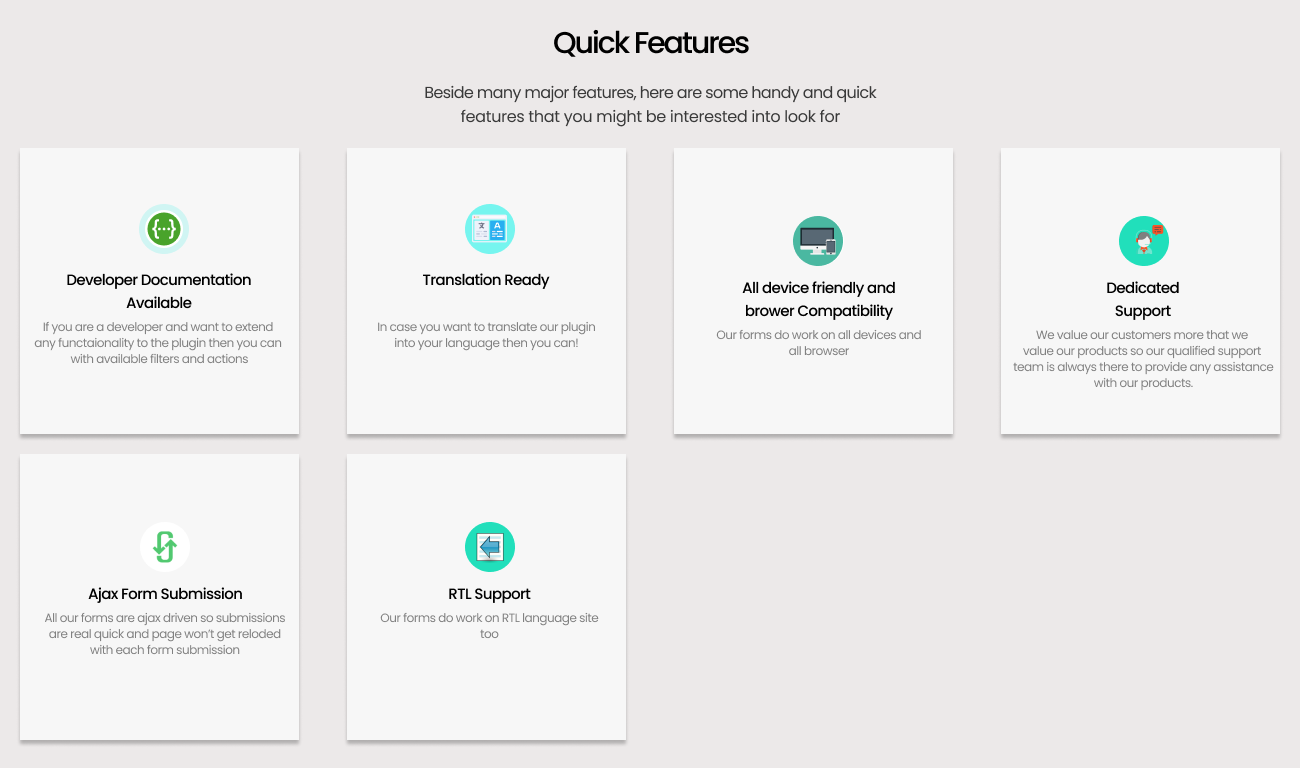 Quick Features
Beside many major features, here are some handy and quick
features that you might be interested into look for
Developer Documentation
Available
If you are a developer and want to extend
any functaionality to the plugin then you can
with available filters and actions
Translation Ready
In case you want to translate our plugin
into your language then you can!
All device friendly and
brower Compatibility
Our forms do work on all devices and
all browser
Dedicated
Support
We value our customers more that we
value our products so our qualified support
team is always there to provide any assistance
with our products.
Ajax Form Submission
All our forms are ajax driven so submissions
are real quick and page won't get reloded
with each form submission
RTL Support
Our forms do work on RTL language site
too